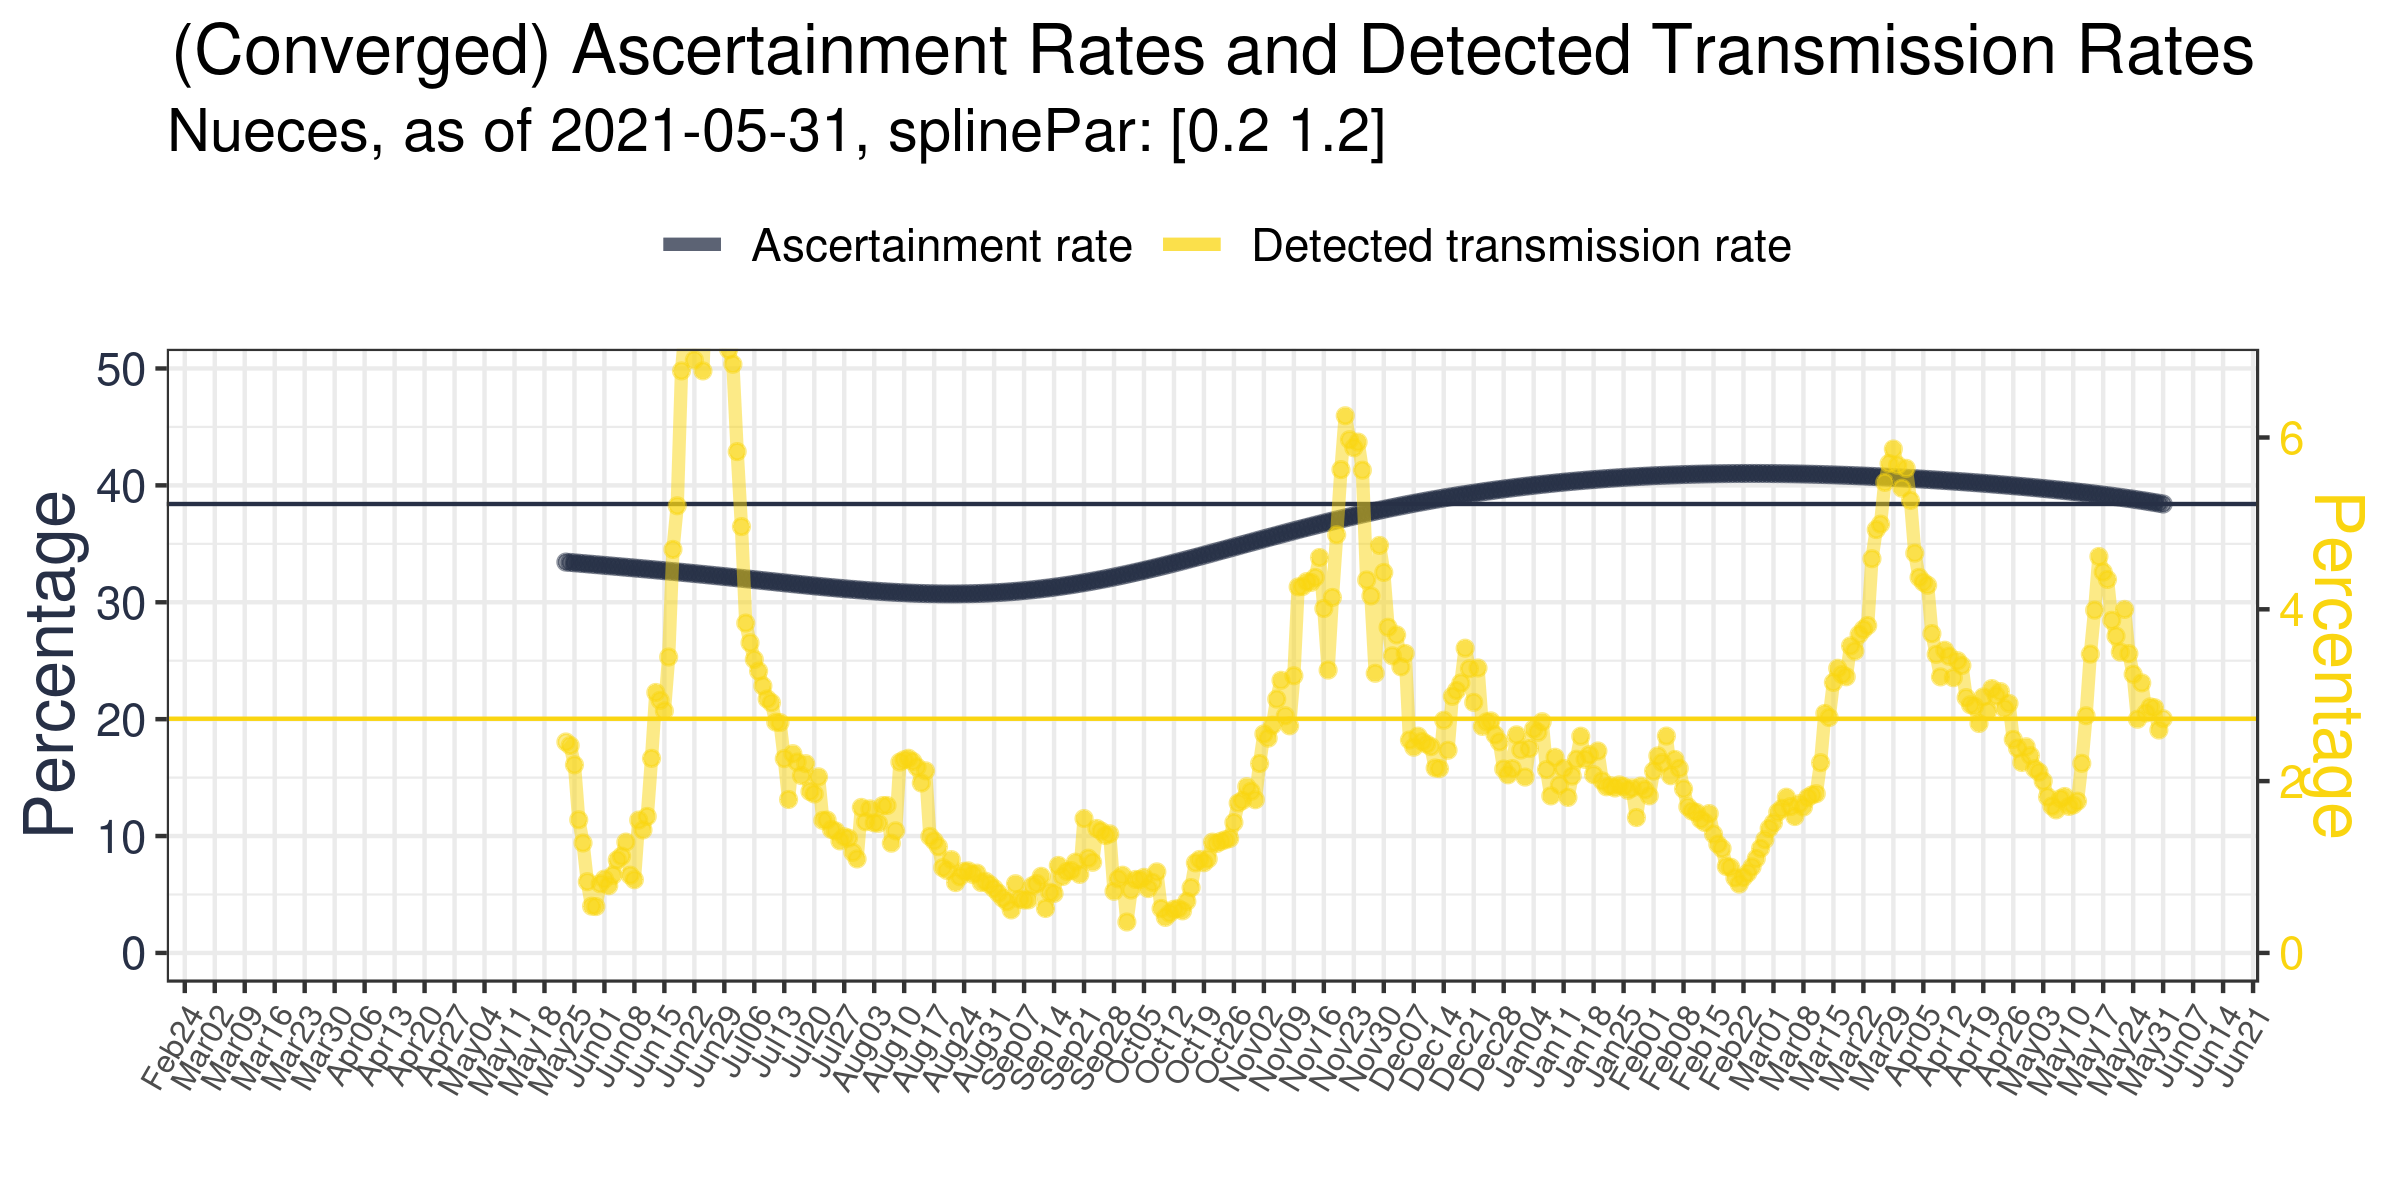 (Converged) Ascertainment Rates and Detected Transmission Rates
Nueces, as of 2021-05-31, splinePar: [0.2 1.2]
Ascertainment rate
Detected transmission rate
Percentage
50
40
30
20
10
0
6
4
2
0
Percentage
Feb24
Mar02
Mar09
Mar16
Mar23
Mar30
Apr06
Apr13
Apr20
Apr27
May04
May11
May18
May25
Jun01
Jun08
Jun15
Jun22
Jun29
Jul06
Jul13
Jul20
Jul27
Aug03
Aug10
Aug17
Aug24
Aug31
Sep07
Sep14
Sep21
Sep28
Oct05
Oct12
Oct19
Oct26
Nov02
Nov09
Nov16
Nov23
Nov30
Dec07
Dec14
Dec21
Dec28
Jan04
Jan11
Jan18
Jan25
Feb01
Feb08
Feb15
Feb22
Mar01
Mar08
Mar15
Mar22
Mar29
Apr05
Apr12
Apr19
Apr26
May03
May10
May17
May24
May31
Jun07
Jun14
Jun21